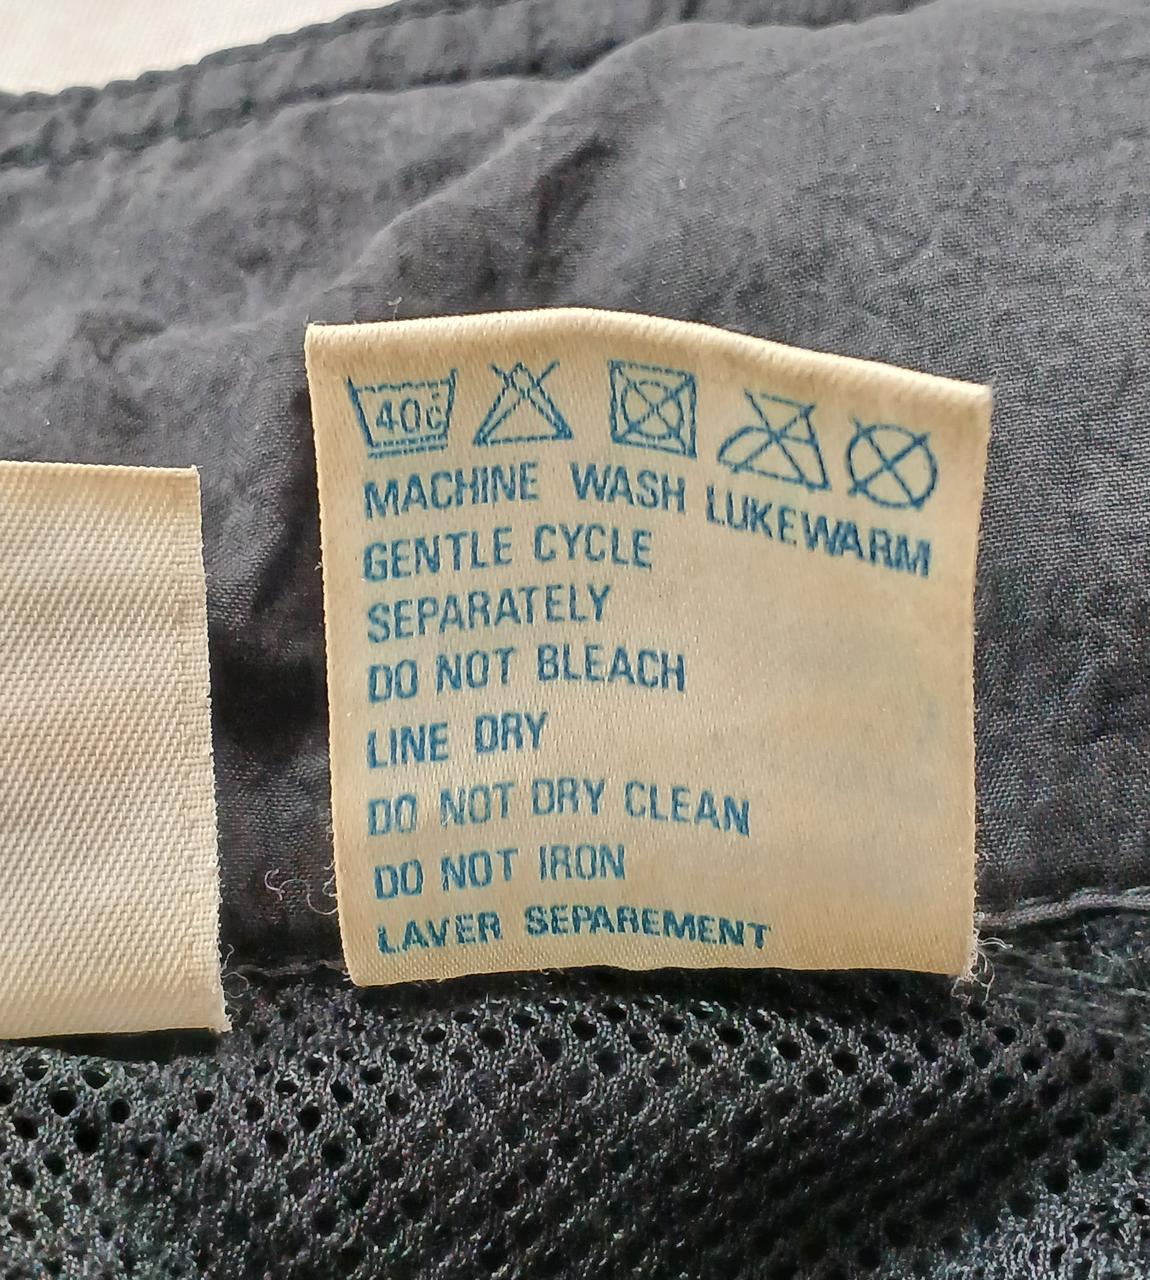 40c
MACHINE WASH LUKEWARM
GENTLE CYCLE
SEPARATELY
DO NOT BLEACH
LINE DRY
DO NOT DRY CLEAN
DO NOT IRON
LAVER SEPAREMENT